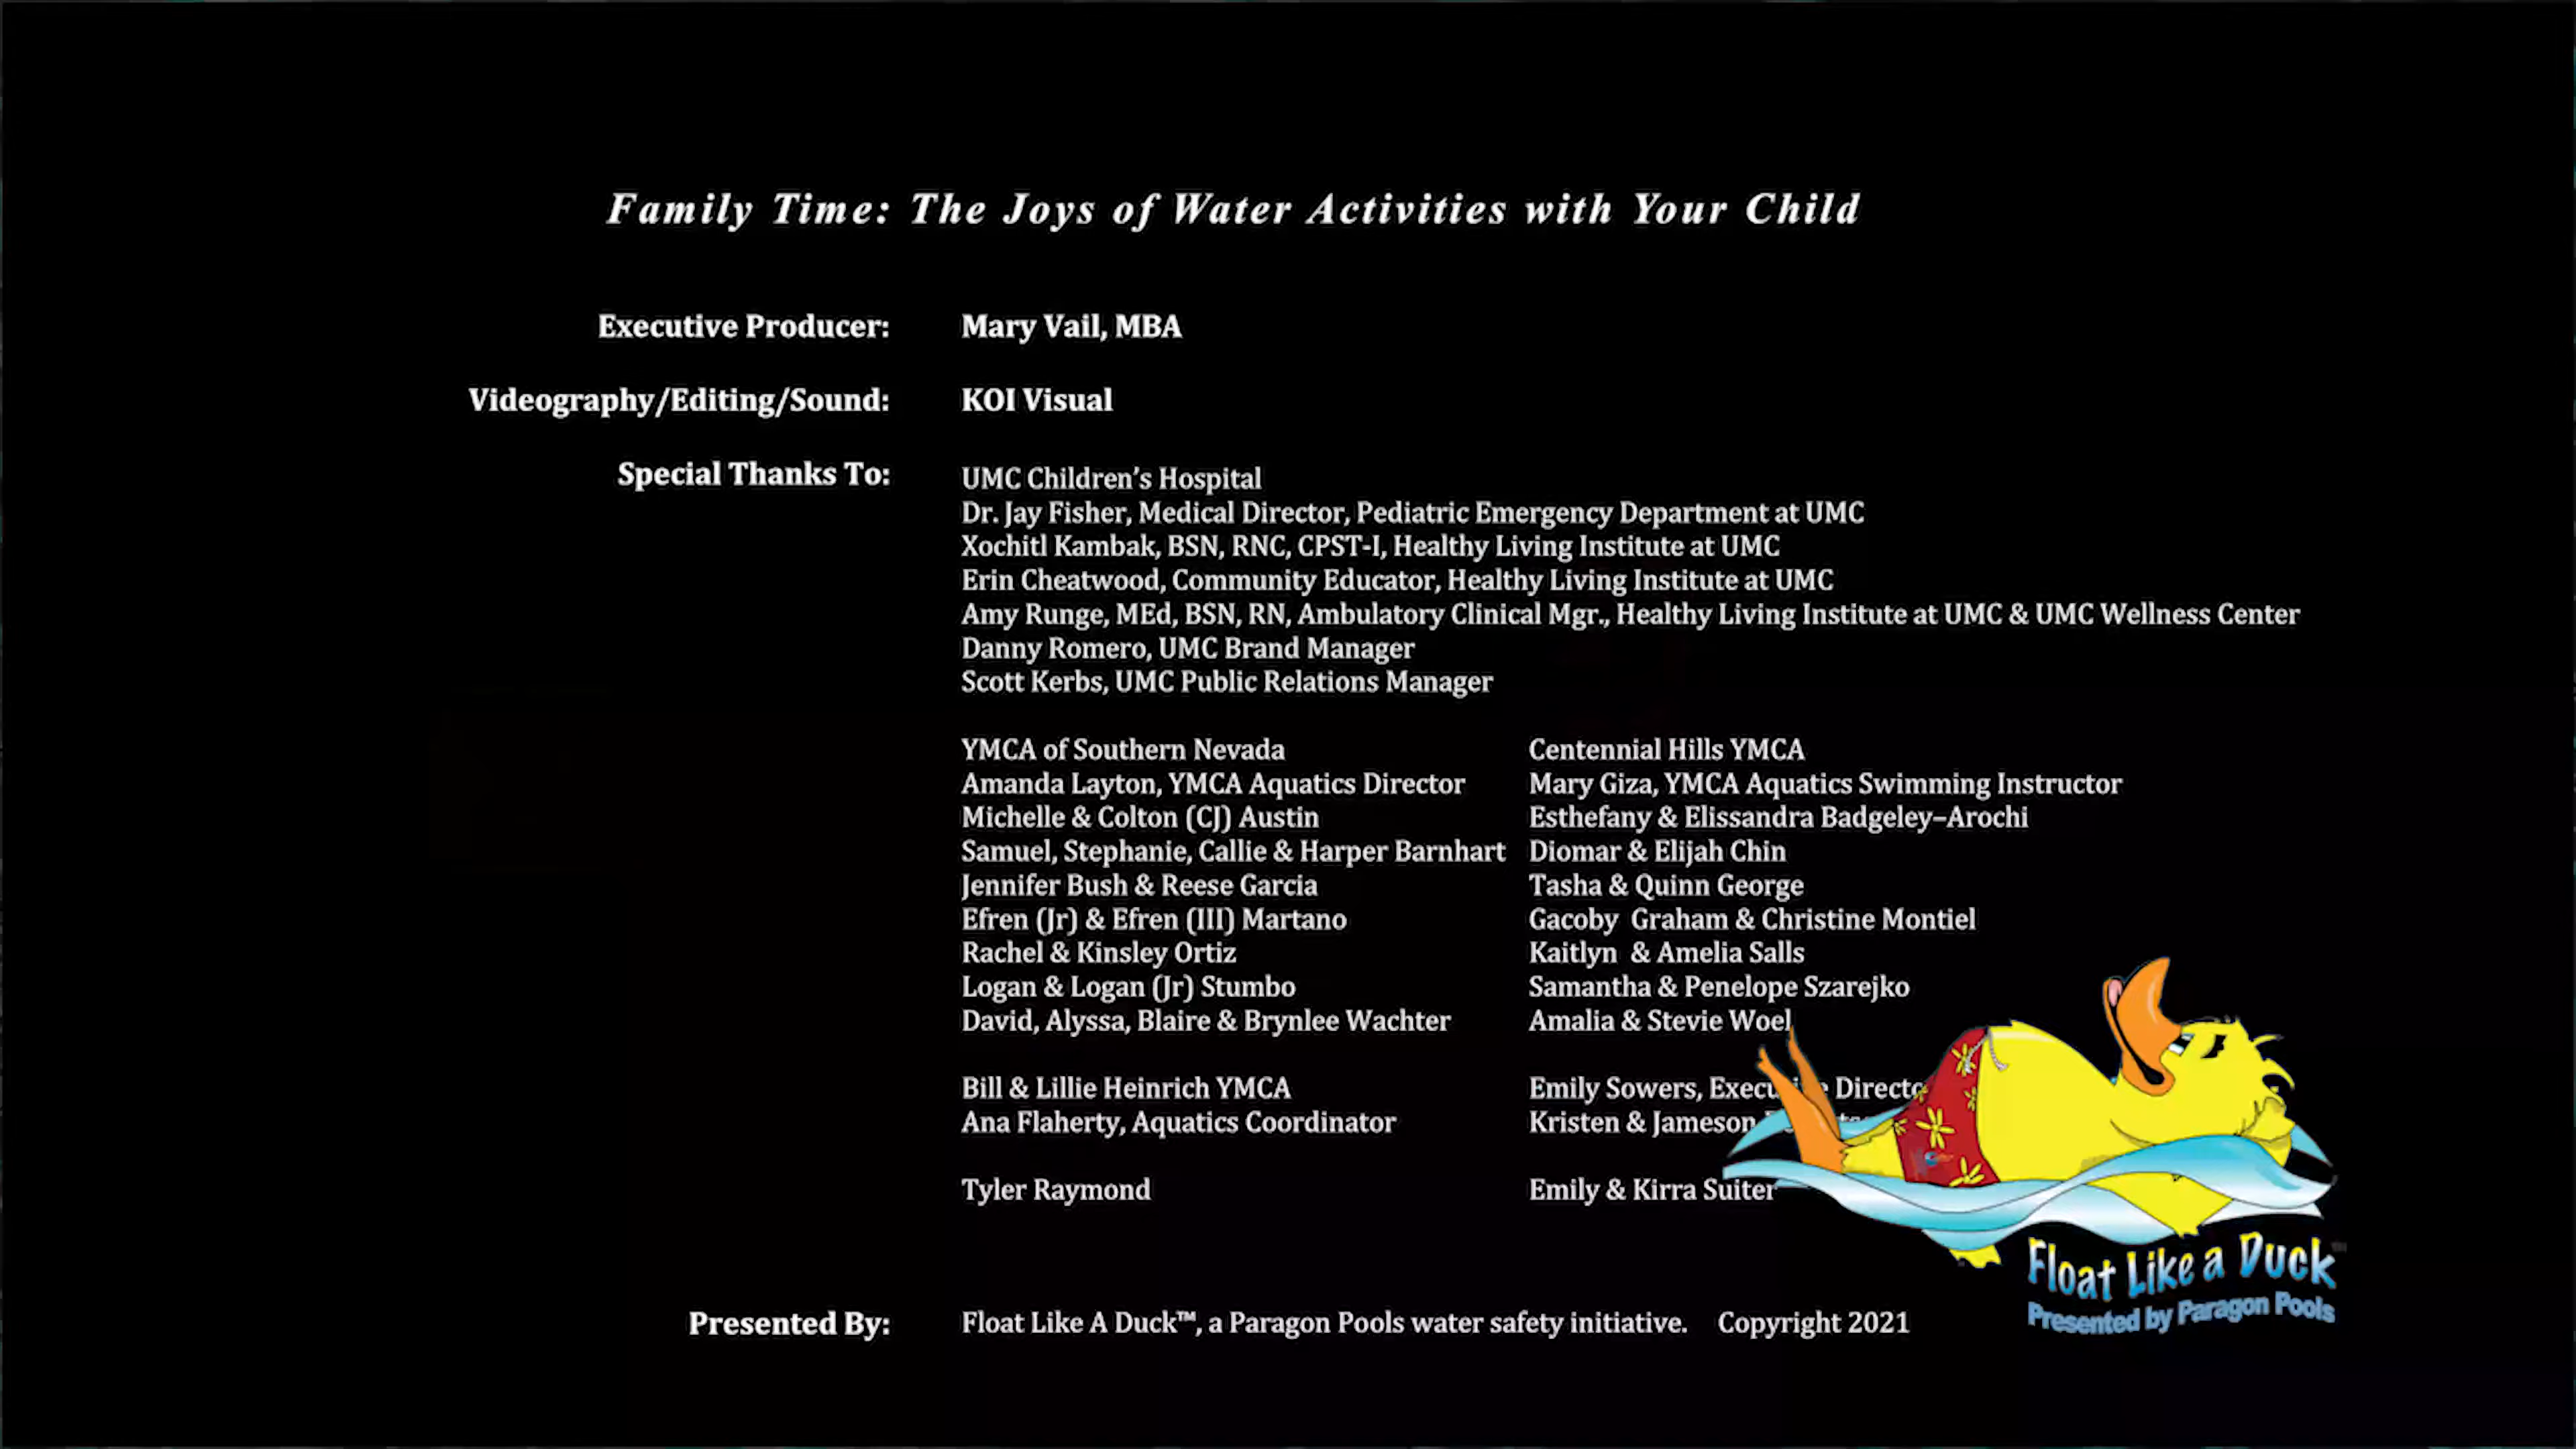 Family Time: The Joys of Water Activities with Your Child
Executive Producer: Mary Vail, MBA
Videography/Editing/Sound: KOI Visual
Special Thanks To: UMC Children's Hospital
Dr. Jay Fisher, Medical Director, Pediatric Emergency Department at UMC
Xochitl Kambak, BSN, RNC, CPST-I, Healthy Living Institute at UMC
Erin Cheatwood, Community Educator, Healthy Living Institute at UMC
Amy Runge, MEd, BSN, RN, Ambulatory Clinical Mgr., Healthy Living Institute at UMC & UMC Wellness Center
Danny Romero, UMC Brand Manager
Scott Kerbs, UMC Public Relations Manager
YMCA of Southern Nevada
Amanda Layton, YMCA Aquatics Director
Michelle & Colton (CJ) Austin
Samuel, Stephanie, Callie & Harper Barnhart
Jennifer Bush & Reese Garcia
Efren (Jr) & Efren (III) Martano
Rachel & Kinsley Ortiz
Logan & Logan (Jr) Stumbo
David, Alyssa, Blaire & Brynlee Wachter
Centennial Hills YMCA
Mary Giza, YMCA Aquatics Swimming Instructor
Esthefany & Elissandra Badgeley–Arochi
Diomar & Elijah Chin
Tasha & Quinn George
Gacoby Graham & Christine Montiel
Kaitlyn & Amelia Salls
Samantha & Penelope Szarejko
Amalia & Stevie Woel
Bill & Lillie Heinrich YMCA
Ana Flaherty, Aquatics Coordinator
Emily Sowers,
Kristen & Jameson
Tyler Raymond
Emily & Kirra Suiter
Presented By: Float Like A Duck™, a Paragon Pools water safety initiative. Copyright 2021
Float Like a Duck™
Presented by Paragon Pools